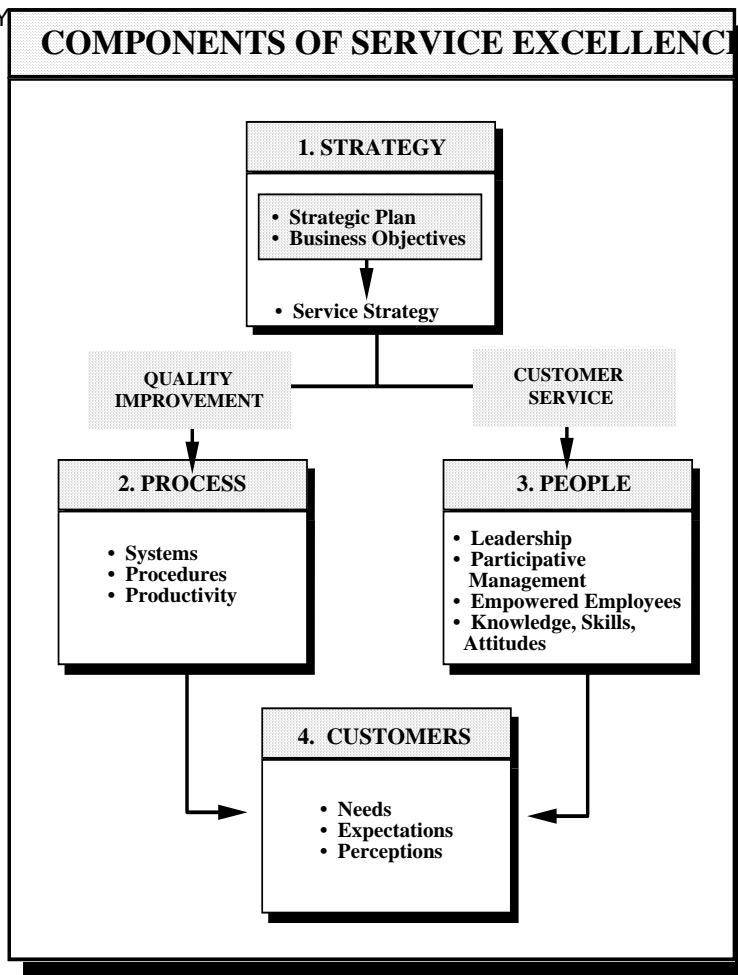 Y
COMPONENTS OF SERVICE EXCELLENCE
1. STRATEGY
• Strategic Plan
• Business Objectives
• Service Strategy
QUALITY
IMPROVEMENT
CUSTOMER
SERVICE
2. PROCESS
• Systems
• Procedures
• Productivity
3. PEOPLE
• Leadership
• Participative
Management
• Empowered Employees
• Knowledge, Skills,
Attitudes
4. CUSTOMERS
• Needs
• Expectations
• Perceptions